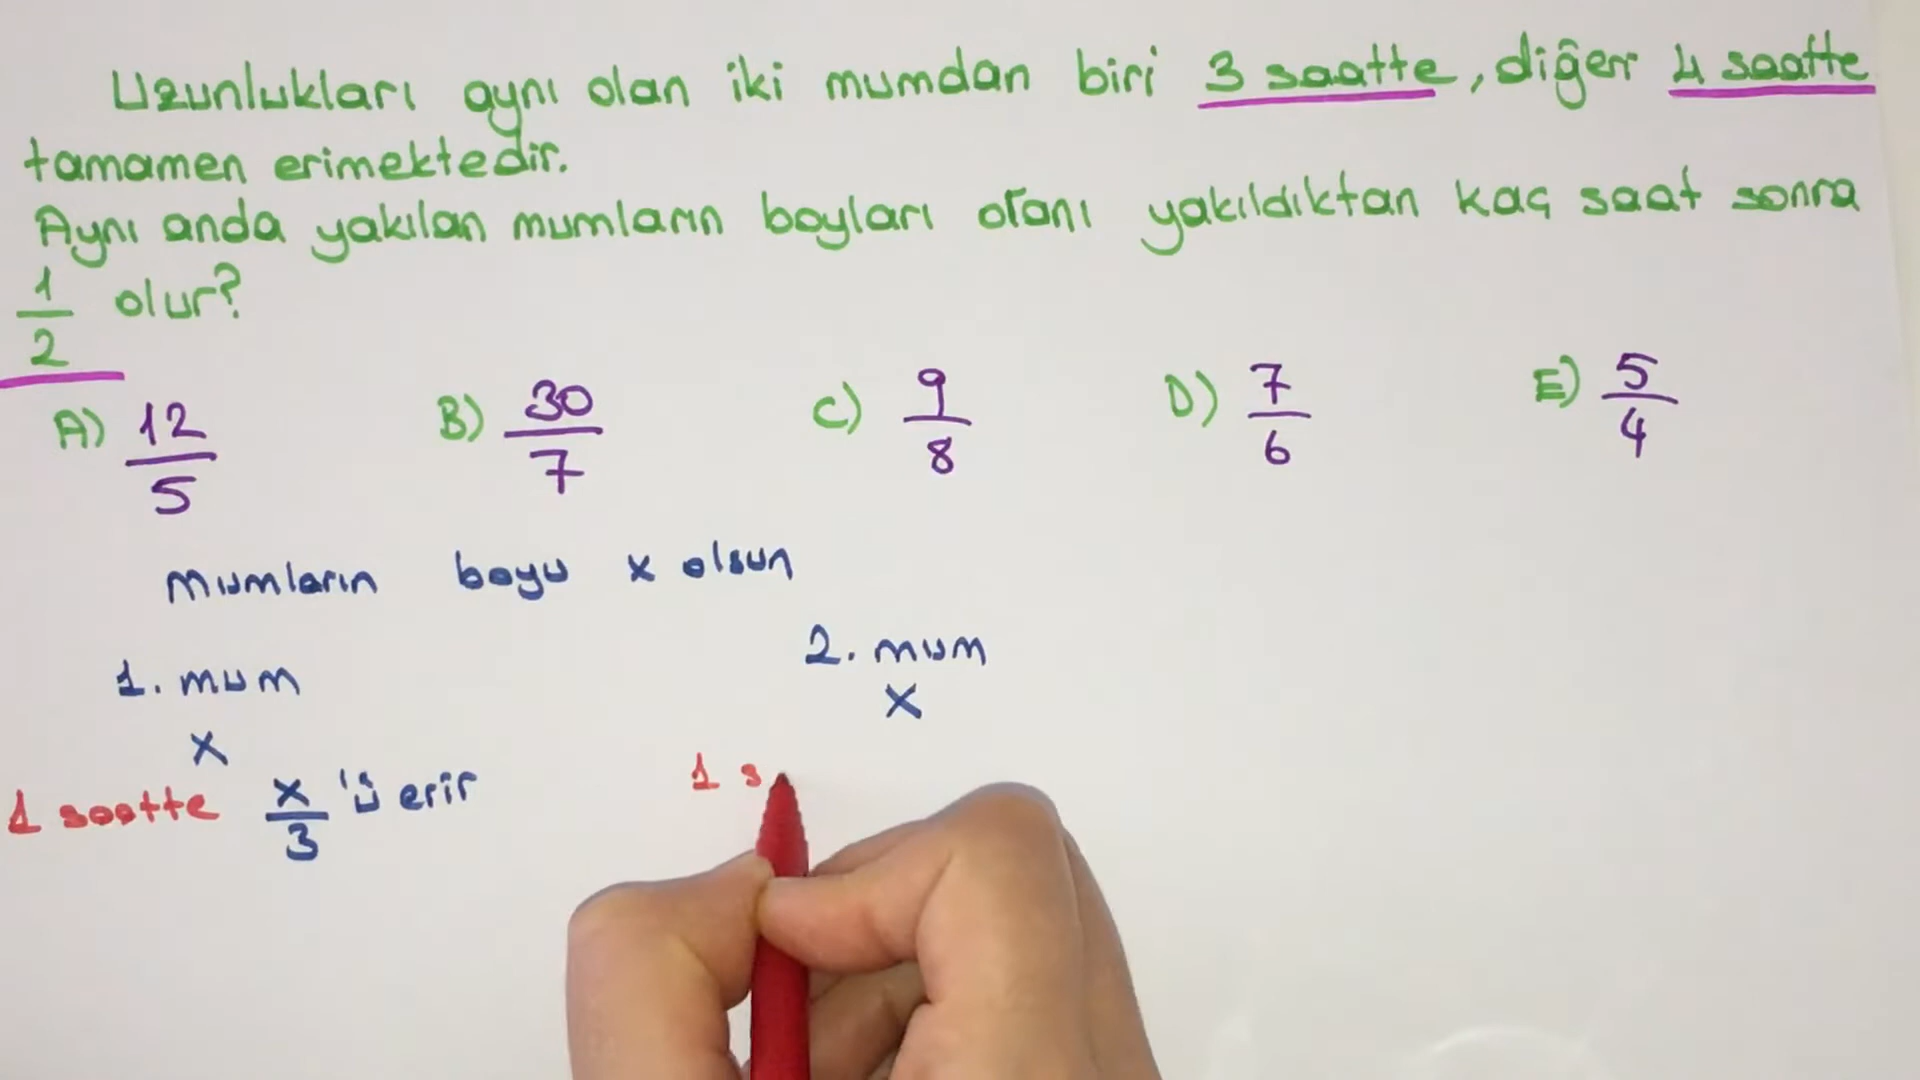 Uzunlukları aynı olan iki mumdan biri 3 saatte, diğer 4 saatte
tamamen erimektedir.
Aynı anda yakılan mumların boyları oranı yakıldıktan kaç saat sonra
1/2 olur?
A) 12/5 B) 30/7 C) 9/8 D) 7/6 E) 5/4
Mumların boyu x olsun
1. mum 2. mum
x x
1 saatte x/3 'ü erir 1 s